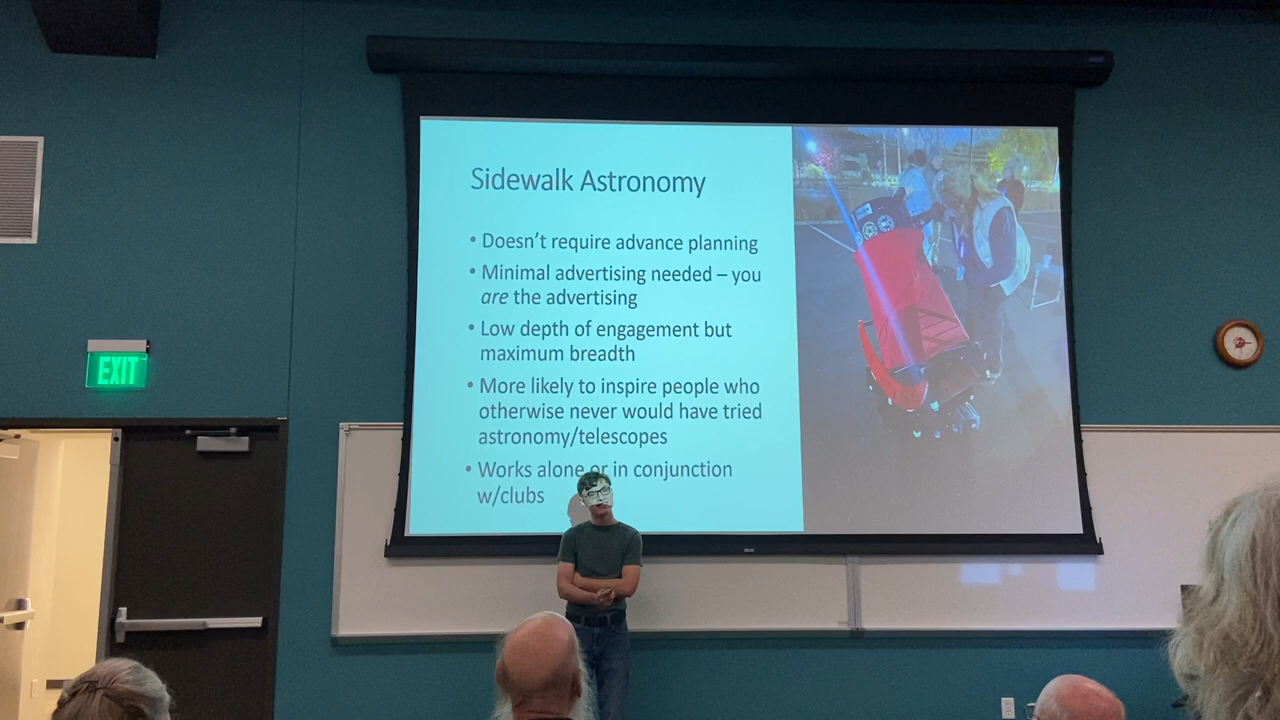 Sidewalk Astronomy
• Doesn't require advance planning
• Minimal advertising needed – you
are the advertising
• Low depth of engagement but
maximum breadth
• More likely to inspire people who
otherwise never would have tried
astronomy/telescopes
• Works alone or in conjunction
w/clubs
EXIT